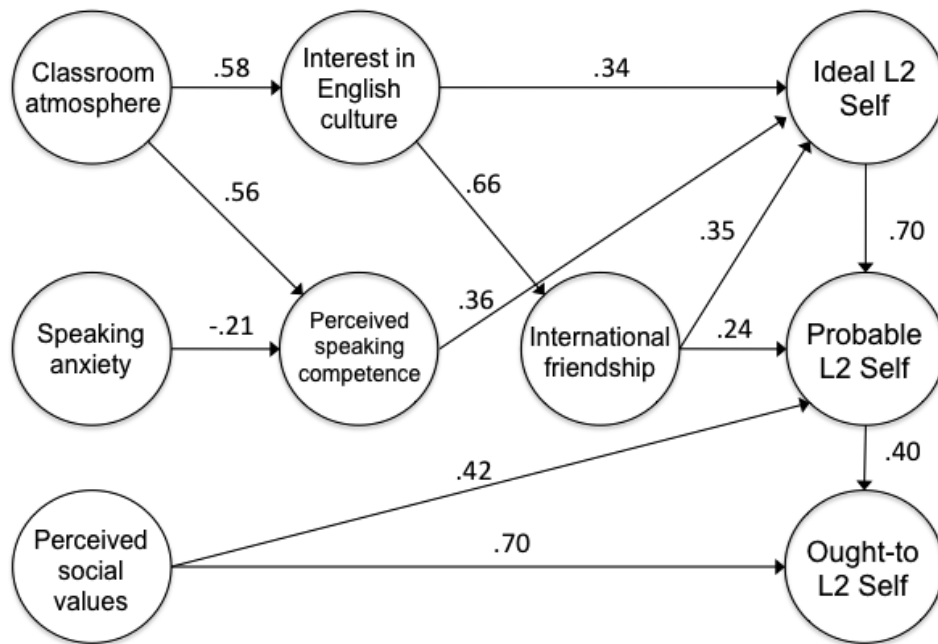 Classroom
atmosphere
.58
Interest in
English
culture
.34
Ideal L2
Self
.56
.66
.35
.70
Speaking
anxiety
-.21
Perceived
speaking
competence
.36
International
friendship
.24
Probable
L2 Self
.42
.40
Perceived
social
values
.70
Ought-to
L2 Self